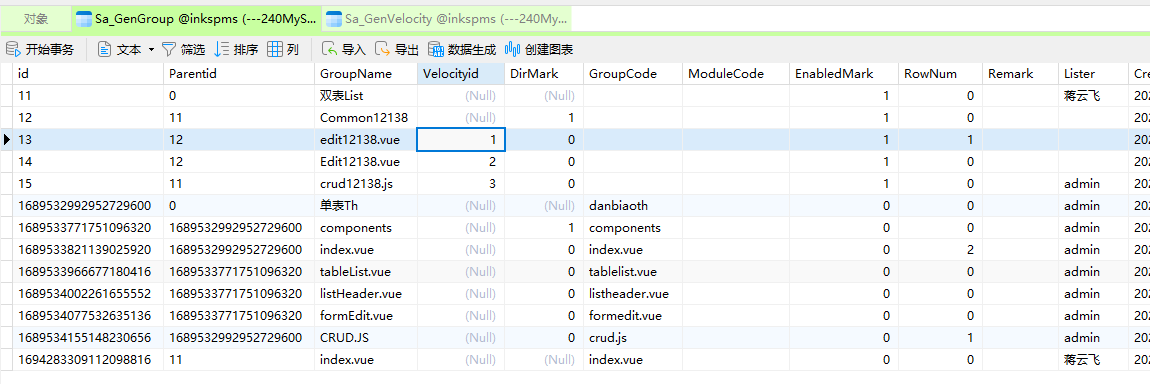 对象 Sa_GenGroup @inkspms (---240MyS... Sa_GenVelocity @inkspms (---240My...
开始事务 文本 筛选 排序 列 导入 导出 数据生成 创建图表
id Parentid GroupName Velocityid DirMark GroupCode ModuleCode EnabledMark RowNum Remark Lister Cre
11 0 双表List (Null) (Null) 1 0 蒋云飞 202
12 11 Common12138 (Null) 1 1 0 202
13 12 edit12138.vue 1 0 1 1 202
14 12 Edit12138.vue 2 0 1 0 202
15 11 crud12138.js 3 0 1 0 admin 202
1689532992952729600 0 单表Th (Null) (Null) danbiaoth 0 0 admin 202
1689533771751096320 1689532992952729600 components (Null) 1 components 0 0 admin 202
1689533821139025920 1689532992952729600 index.vue (Null) 0 index.vue 0 2 admin 202
1689533966677180416 1689533771751096320 tableList.vue (Null) 0 tablelist.vue 0 0 admin 202
1689534002261655552 1689533771751096320 listHeader.vue (Null) 0 listheader.vue 0 0 admin 202
1689534077532635136 1689533771751096320 formEdit.vue (Null) 0 formedit.vue 0 0 admin 202
1689534155148230656 1689532992952729600 CRUD.JS (Null) 0 crud.js 0 1 admin 202
1694283309112098816 11 index.vue (Null) (Null) index.vue 0 0 蒋云飞 202